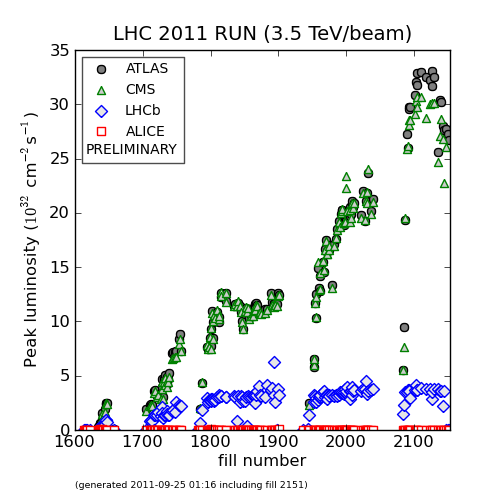 LHC 2011 RUN (3.5 TeV/beam)
35
30
25
20
15
10
5
0
Peak luminosity (10³² cm⁻² s⁻¹)
ATLAS
CMS
LHCb
ALICE
PRELIMINARY
1600 1700 1800 1900 2000 2100
fill number
(generated 2011-09-25 01:16 including fill 2151)